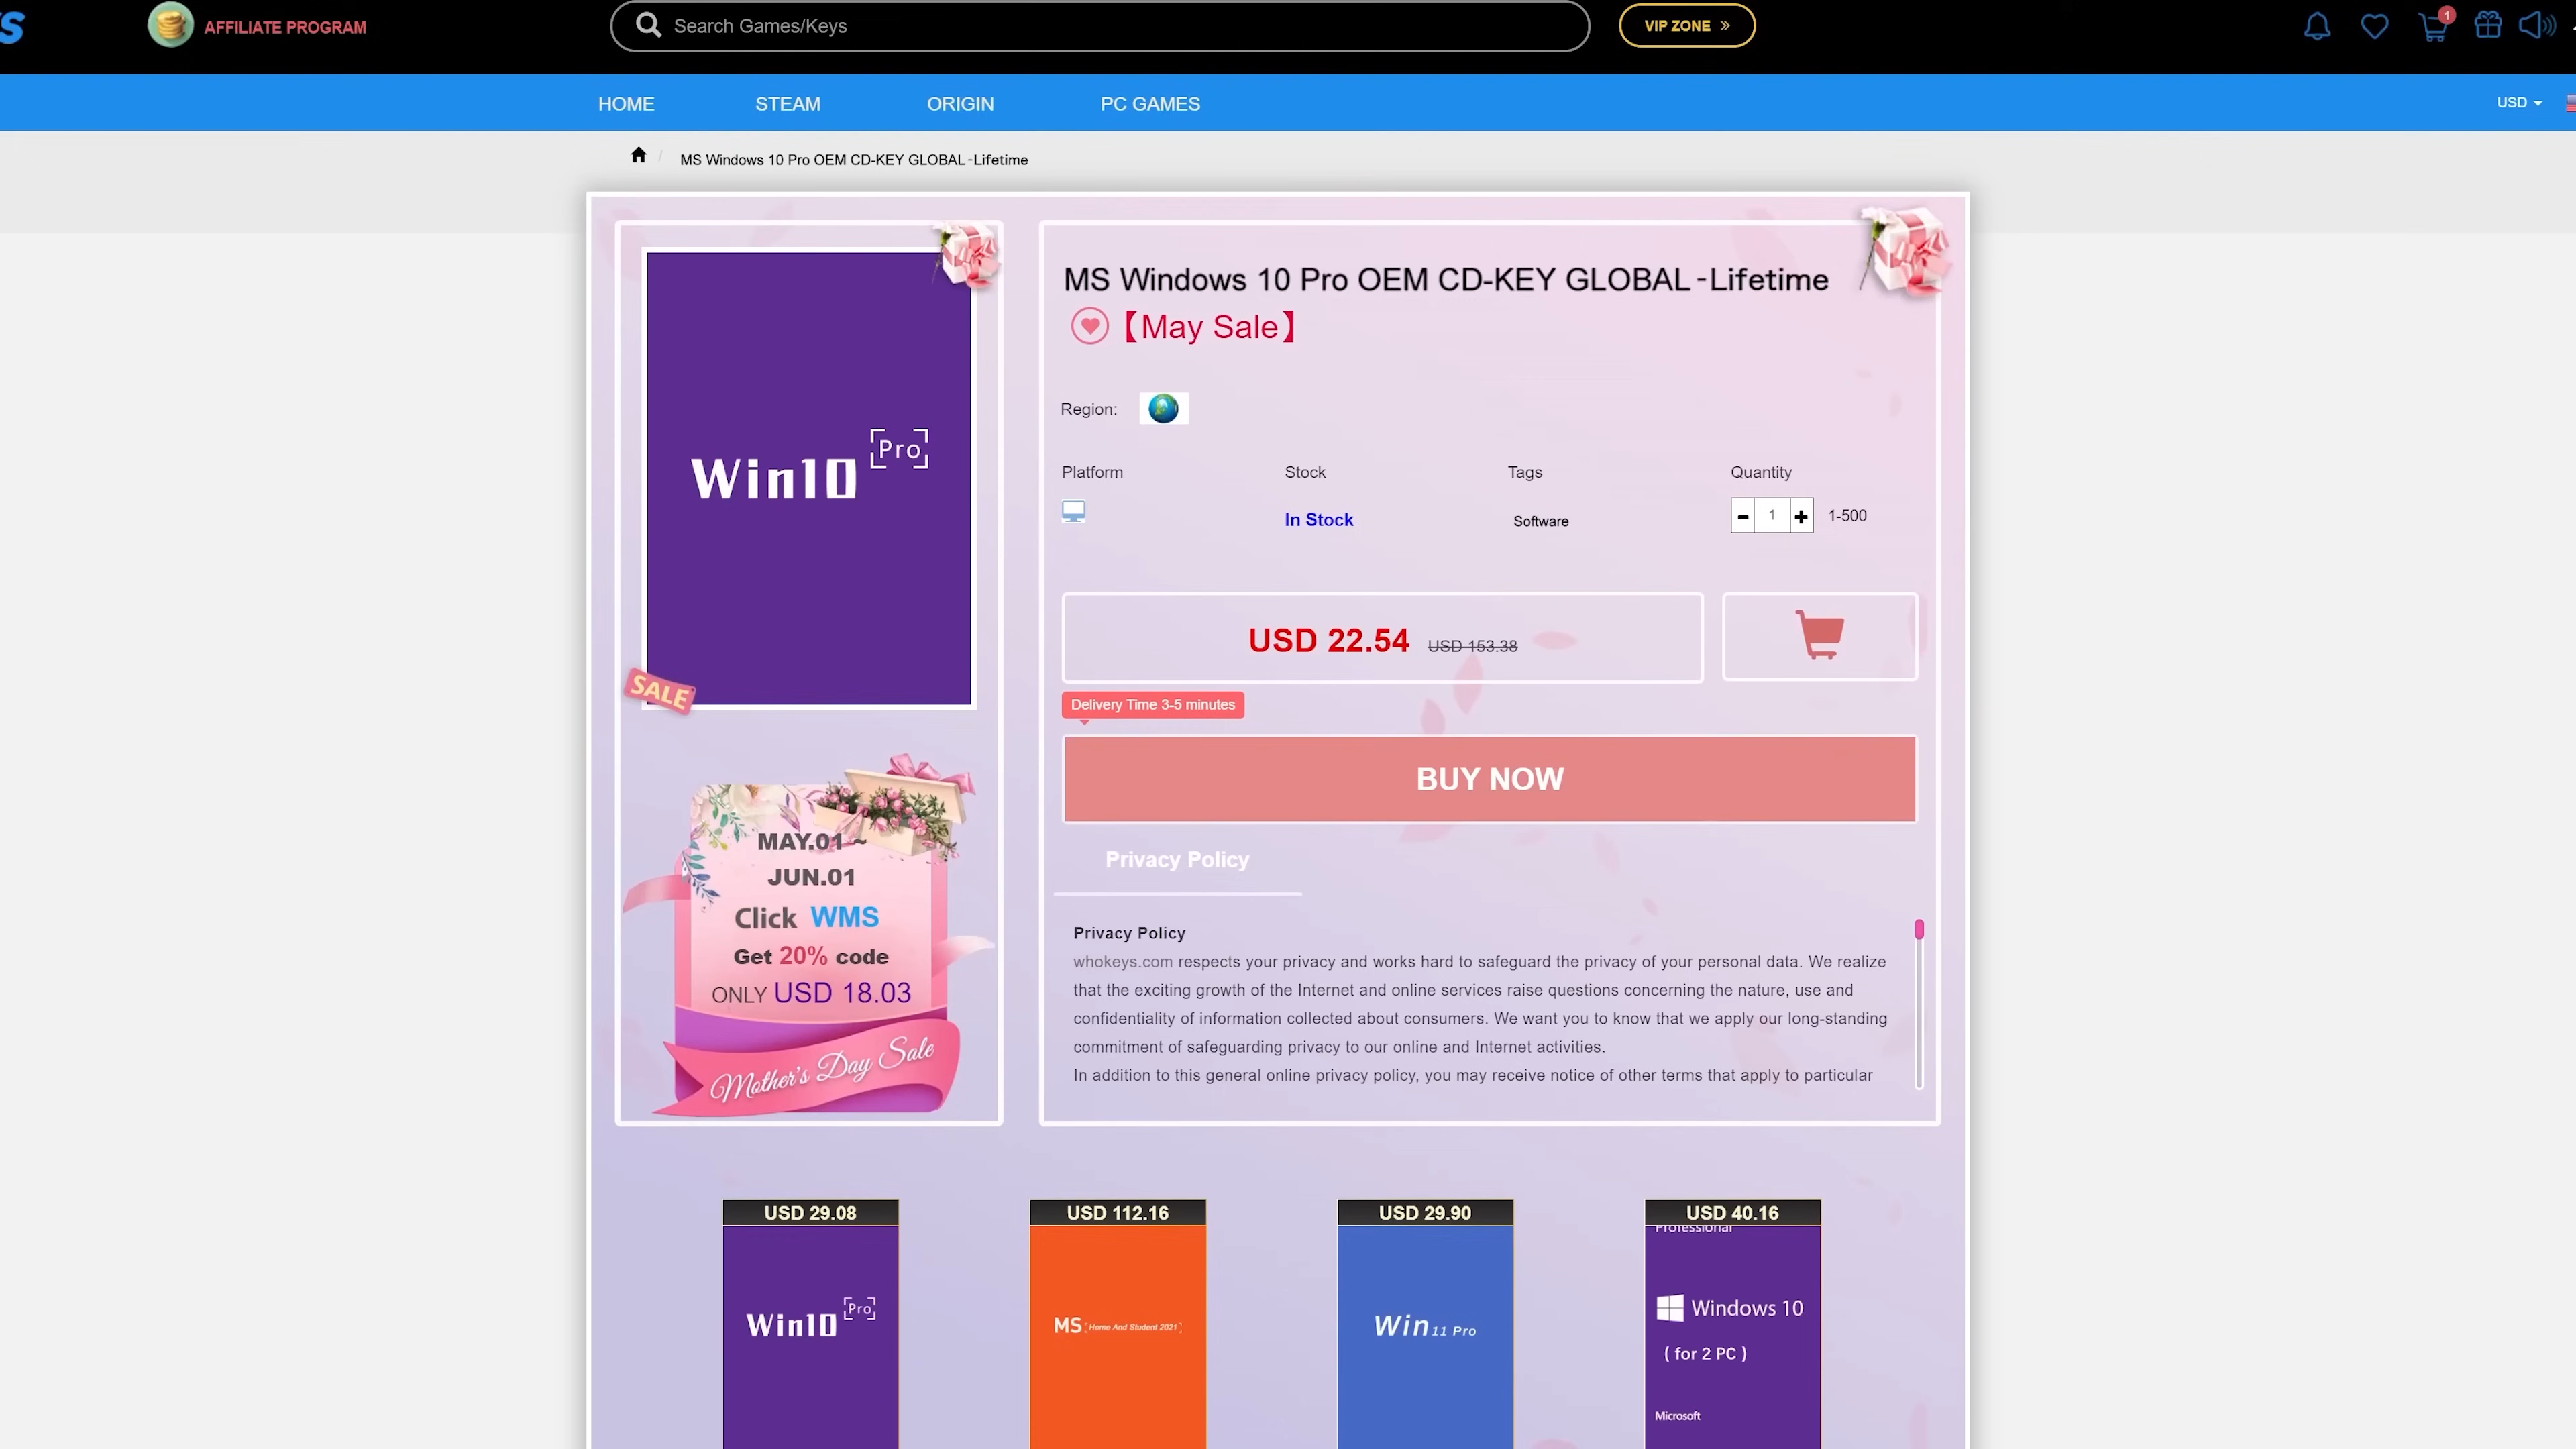 S
AFFILIATE PROGRAM
Search Games/Keys
VIP ZONE »
1
HOME STEAM ORIGIN PC GAMES
USD
/ MS Windows 10 Pro OEM CD-KEY GLOBAL -Lifetime
Win10 [Pro]
SALE
MAY.01 ~
JUN.01
Click WMS
Get 20% code
ONLY USD 18.03
Mother's Day Sale
MS Windows 10 Pro OEM CD-KEY GLOBAL -Lifetime
【May Sale】
Region:
Platform Stock Tags Quantity
In Stock Software - 1 + 1-500
USD 22.54 USD 153.38
Delivery Time 3-5 minutes
BUY NOW
Privacy Policy
Privacy Policy
whokeys.com respects your privacy and works hard to safeguard the privacy of your personal data. We realize
that the exciting growth of the Internet and online services raise questions concerning the nature, use and
confidentiality of information collected about consumers. We want you to know that we apply our long-standing
commitment of safeguarding privacy to our online and Internet activities.
In addition to this general online privacy policy, you may receive notice of other terms that apply to particular
USD 29.08
Win10 [Pro]
USD 112.16
MS [Home And Student 2021]
USD 29.90
Win 11 Pro
USD 40.16
Professional
Windows 10
( for 2 PC )
Microsoft